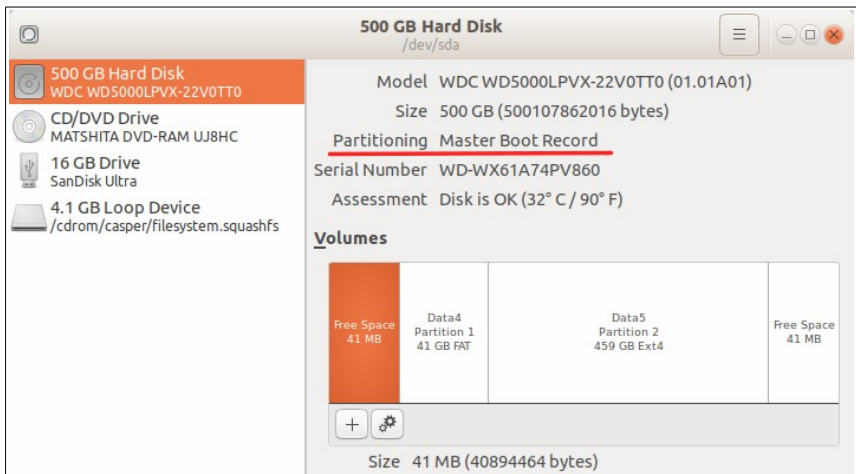 500 GB Hard Disk
/dev/sda
500 GB Hard Disk
WDC WD5000LPVX-22V0TT0
CD/DVD Drive
MATSHITA DVD-RAM UJ8HC
16 GB Drive
SanDisk Ultra
4.1 GB Loop Device
/cdrom/casper/filesystem.squashfs
Model WDC WD5000LPVX-22V0TT0 (01.01A01)
Size 500 GB (500107862016 bytes)
Partitioning Master Boot Record
Serial Number WD-WX61A74PV860
Assessment Disk is OK (32° C / 90° F)
Volumes
Free Space
41 MB
Data4
Partition 1
41 GB FAT
Data5
Partition 2
459 GB Ext4
Free Space
41 MB
Size 41 MB (40894464 bytes)